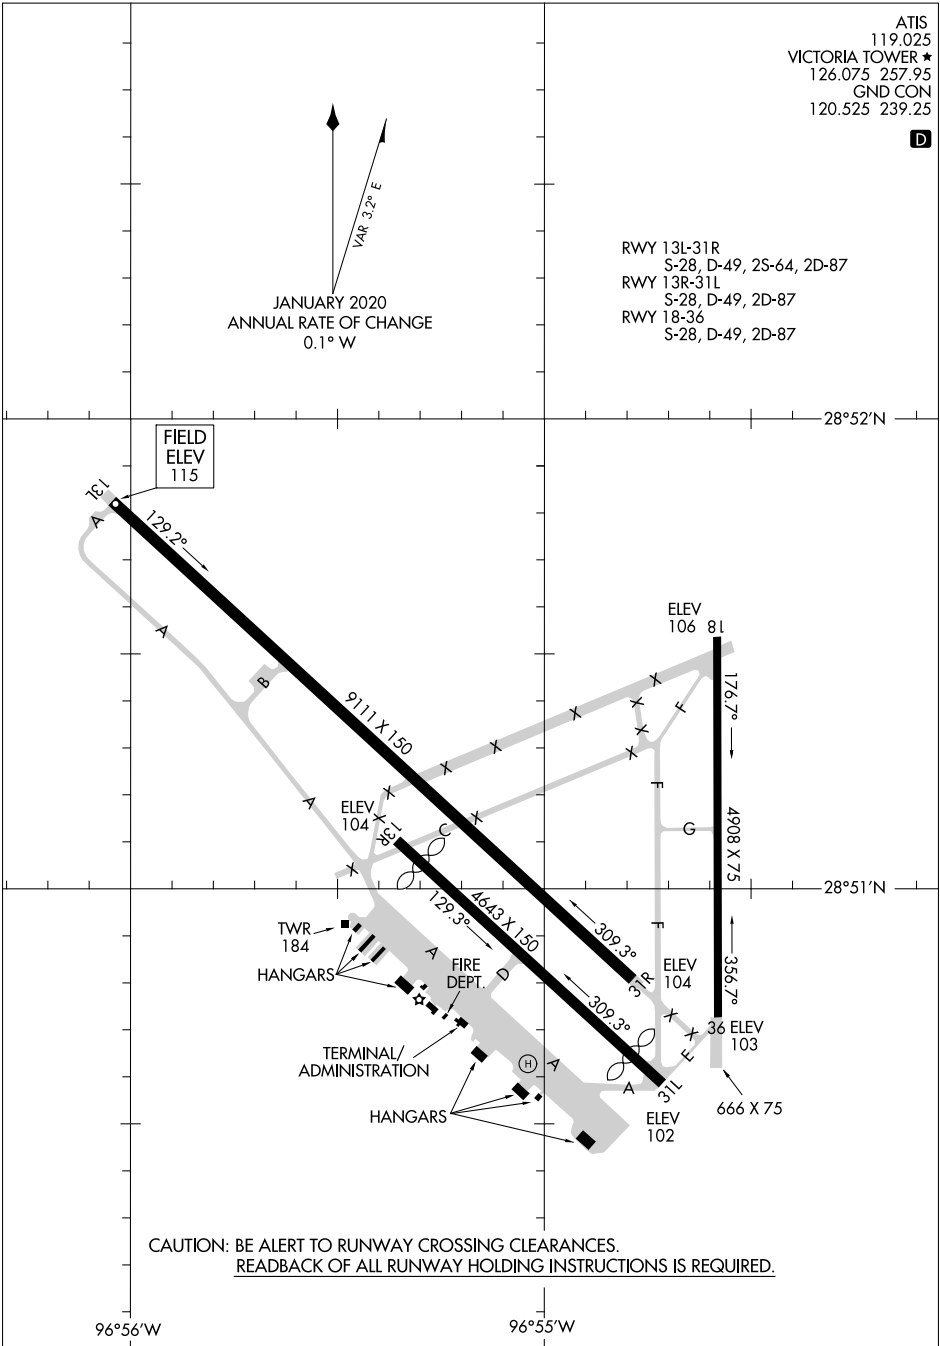 ATIS
119.025
VICTORIA TOWER ★
126.075 257.95
GND CON
120.525 239.25
D
VAR 3.2° E
JANUARY 2020
ANNUAL RATE OF CHANGE
0.1° W
RWY 13L-31R
S-28, D-49, 2S-64, 2D-87
RWY 13R-31L
S-28, D-49, 2D-87
RWY 18-36
S-28, D-49, 2D-87
28°52'N
FIELD
ELEV
115
13L
A
129.2°
A
B
9111 X 150
A
ELEV
106
18
X
X
X
X
X
X
X
X
X
X
X
F
176.7°
F
G
4908 X 75
ELEV
104
13R
C
X
28°51'N
4643 X 150
129.3°
309.3°
31R
ELEV
104
F
356.7°
TWR
184
HANGARS
A
FIRE
DEPT.
D
309.3°
X
X
E
36
ELEV
103
TERMINAL/
ADMINISTRATION
H
A
A
31L
ELEV
102
666 X 75
HANGARS
CAUTION: BE ALERT TO RUNWAY CROSSING CLEARANCES.
READBACK OF ALL RUNWAY HOLDING INSTRUCTIONS IS REQUIRED.
96°56'W
96°55'W